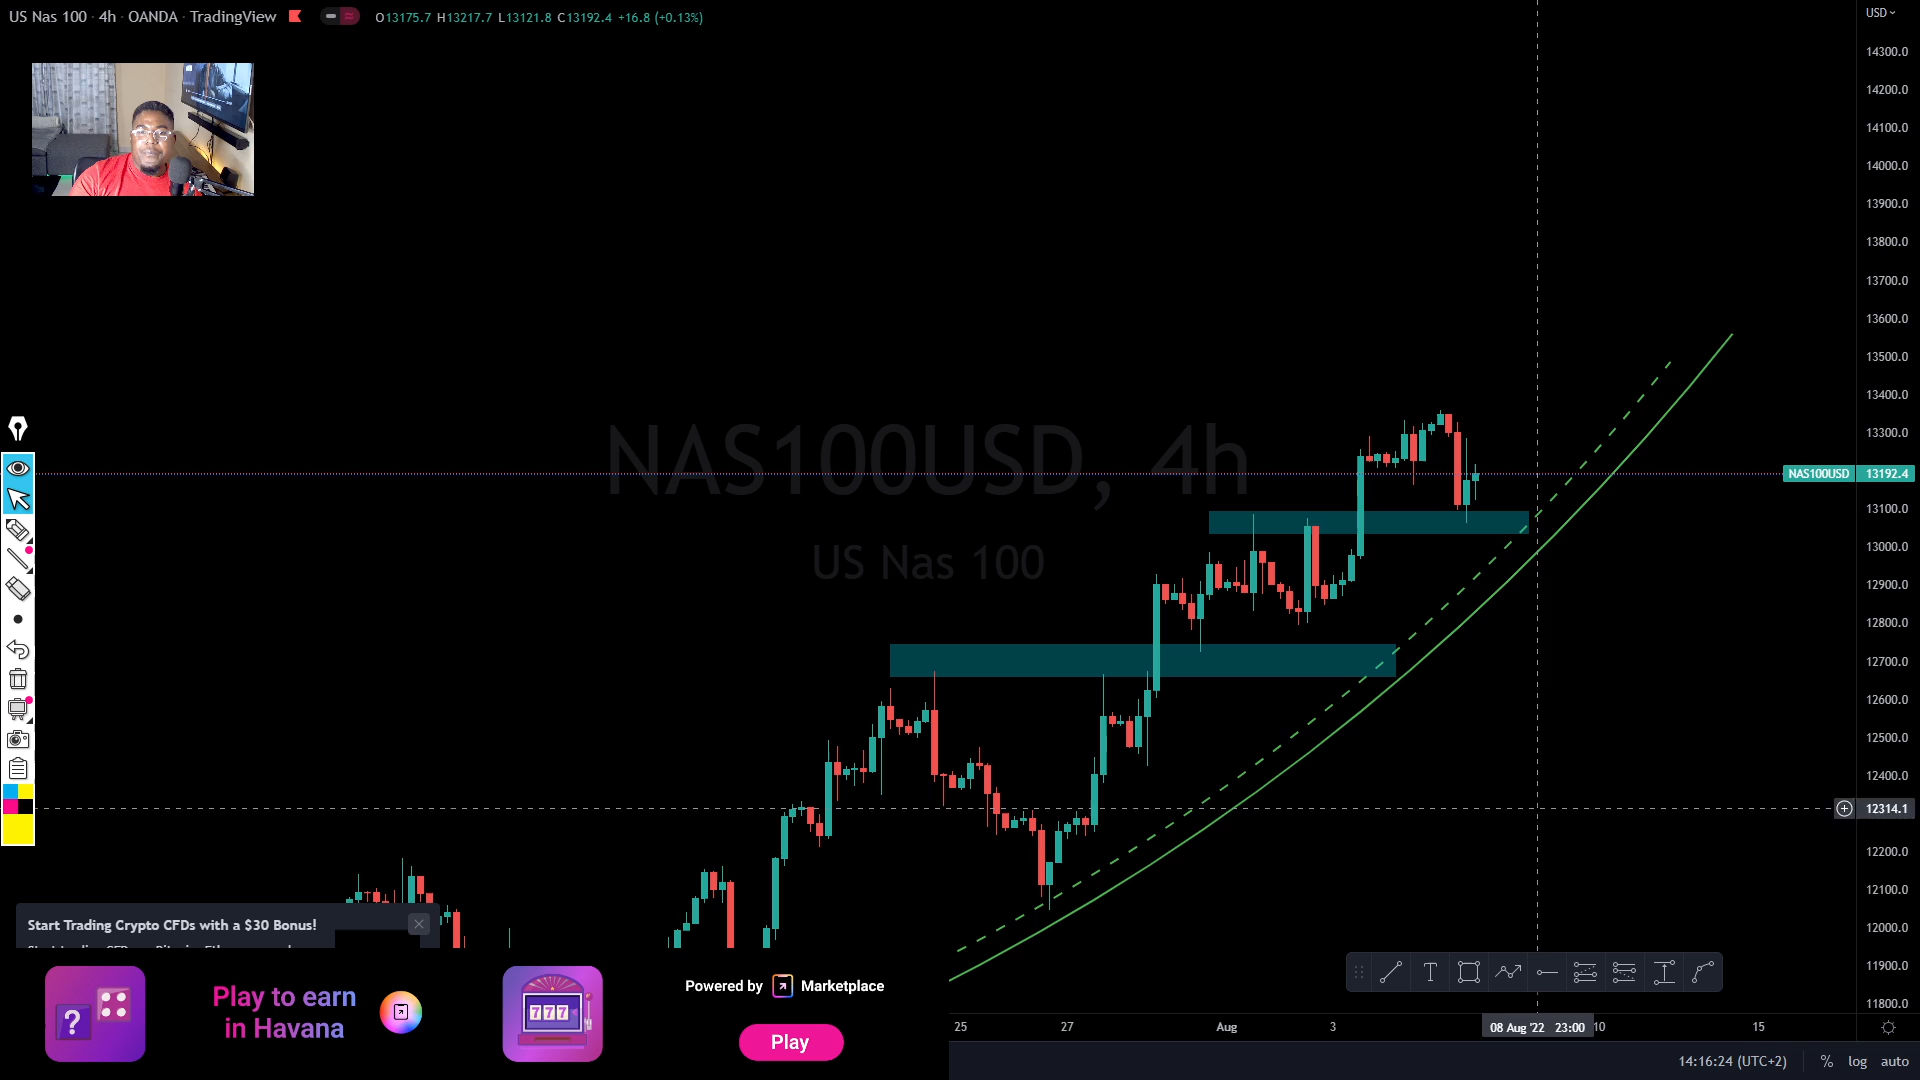 US Nas 100 · 4h · OANDA · TradingView
O13175.7 H13217.7 L13121.8 C13192.4 +16.8 (+0.13%)
USD
14300.0
14200.0
14100.0
14000.0
13900.0
13800.0
13700.0
13600.0
13500.0
13400.0
13300.0
NAS100USD, 4h
US Nas 100
NAS100USD 13192.4
13100.0
13000.0
12900.0
12800.0
12700.0
12600.0
12500.0
12400.0
12314.1
12200.0
12100.0
12000.0
11900.0
11800.0
Start Trading Crypto CFDs with a $30 Bonus!
?
Play to earn
in Havana
777
Powered by Marketplace
Play
25 27 Aug 3 08 Aug '22 23:00 10 15
14:16:24 (UTC+2) % log auto